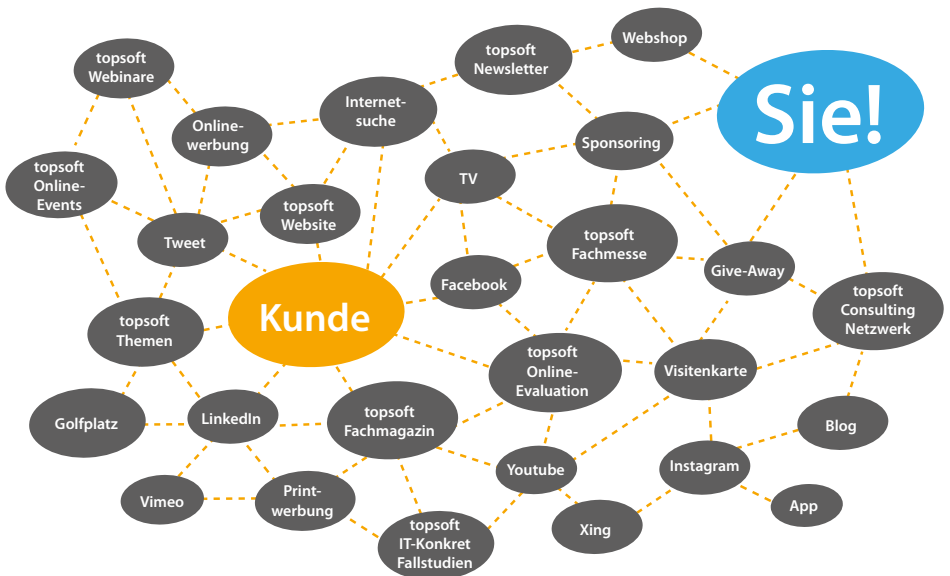 topsoft
Webinare
topsoft
Newsletter
Webshop
Internet-
suche
Online-
werbung
Sie!
Sponsoring
topsoft
Online-
Events
TV
topsoft
Website
Tweet
topsoft
Fachmesse
Give-Away
Facebook
Kunde
topsoft
Consulting
Netzwerk
topsoft
Themen
topsoft
Online-
Evaluation
Visitenkarte
Golfplatz
LinkedIn
topsoft
Fachmagazin
Blog
Youtube
Instagram
Vimeo
Print-
werbung
App
Xing
topsoft
IT-Konkret
Fallstudien